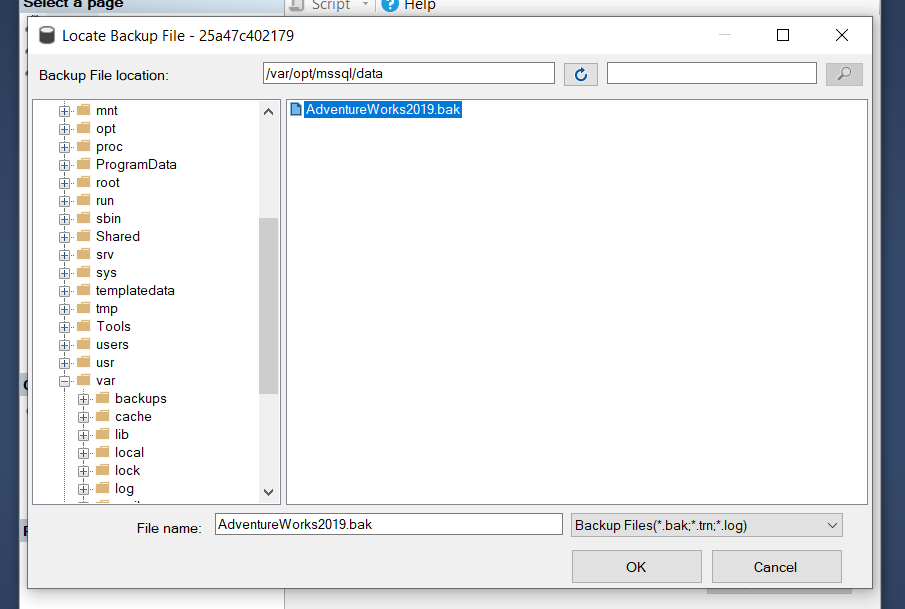 Select a page
Script
Help
Locate Backup File - 25a47c402179
Backup File location:
/var/opt/mssql/data
mnt
opt
proc
ProgramData
root
run
sbin
Shared
srv
sys
templatedata
tmp
Tools
users
usr
var
backups
cache
lib
local
lock
log
AdventureWorks2019.bak
File name:
AdventureWorks2019.bak
Backup Files(*.bak;*.trn;*.log)
OK
Cancel